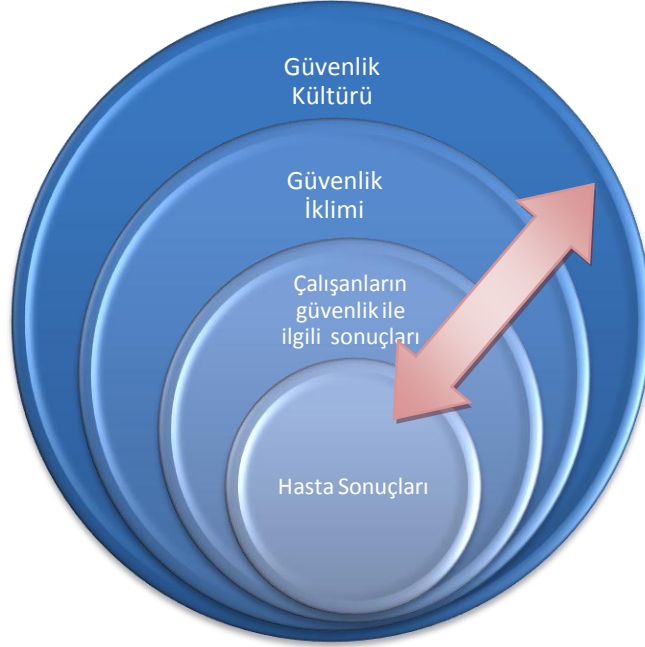 Güvenlik
Kültürü
Güvenlik
İklimi
Çalışanların
güvenlik ile
ilgili sonuçları
Hasta Sonuçları